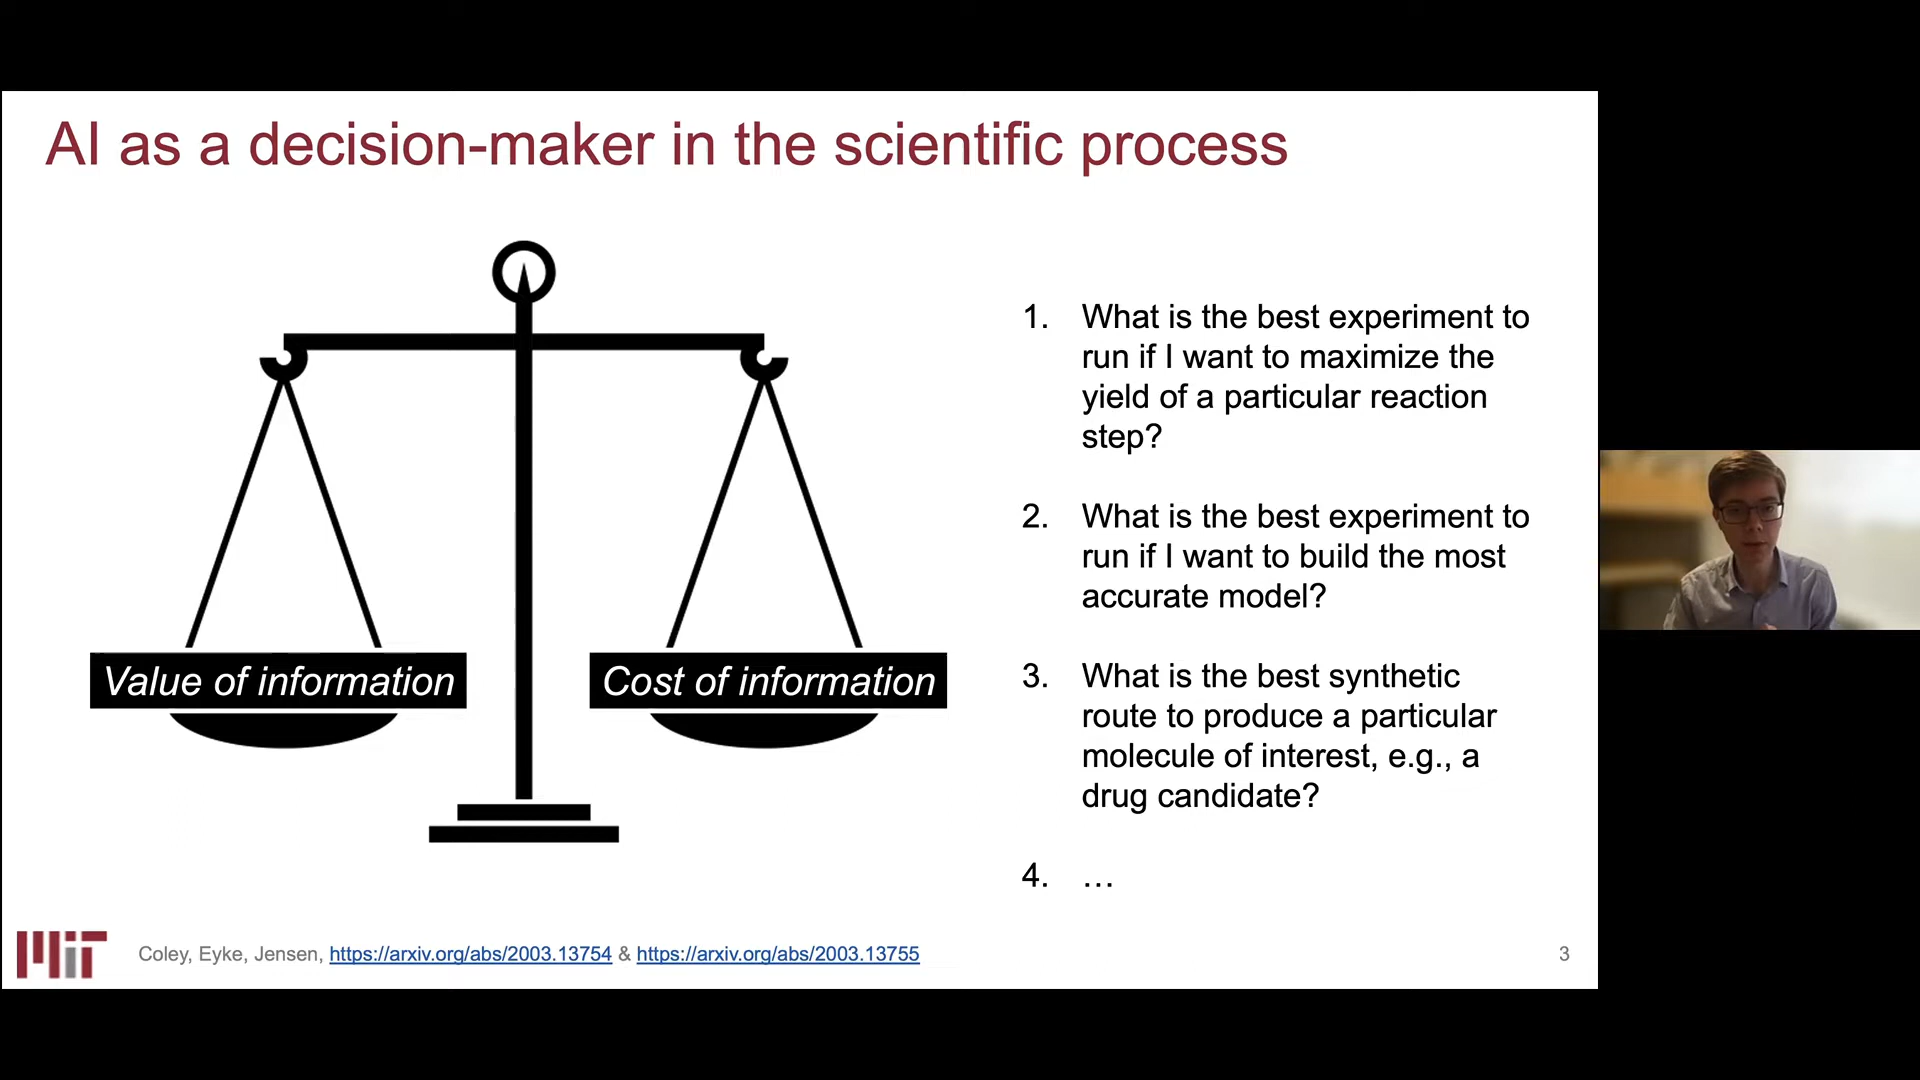 AI as a decision-maker in the scientific process
Value of information
Cost of information
1. What is the best experiment to
run if I want to maximize the
yield of a particular reaction
step?
2. What is the best experiment to
run if I want to build the most
accurate model?
3. What is the best synthetic
route to produce a particular
molecule of interest, e.g., a
drug candidate?
4. …
MIT
Coley, Eyke, Jensen, https://arxiv.org/abs/2003.13754 & https://arxiv.org/abs/2003.13755
3